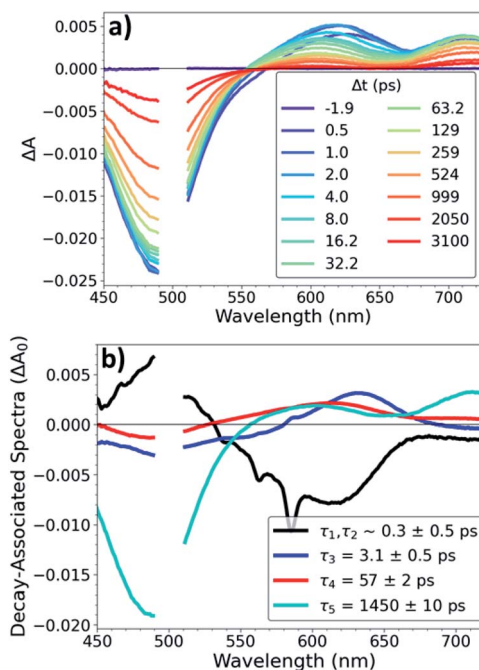 a)
0.005
0.000
−0.005
−0.010
−0.015
−0.020
−0.025
ΔA
Δt (ps)
-1.9 63.2
0.5 129
1.0 259
2.0 524
4.0 999
8.0 2050
16.2 3100
32.2
450 500 550 600 650 700
Wavelength (nm)
b)
0.005
0.000
−0.005
−0.010
−0.015
−0.020
Decay-Associated Spectra (ΔA₀)
τ₁,τ₂ ~ 0.3 ± 0.5 ps
τ₃ = 3.1 ± 0.5 ps
τ₄ = 57 ± 2 ps
τ₅ = 1450 ± 10 ps
450 500 550 600 650 700
Wavelength (nm)